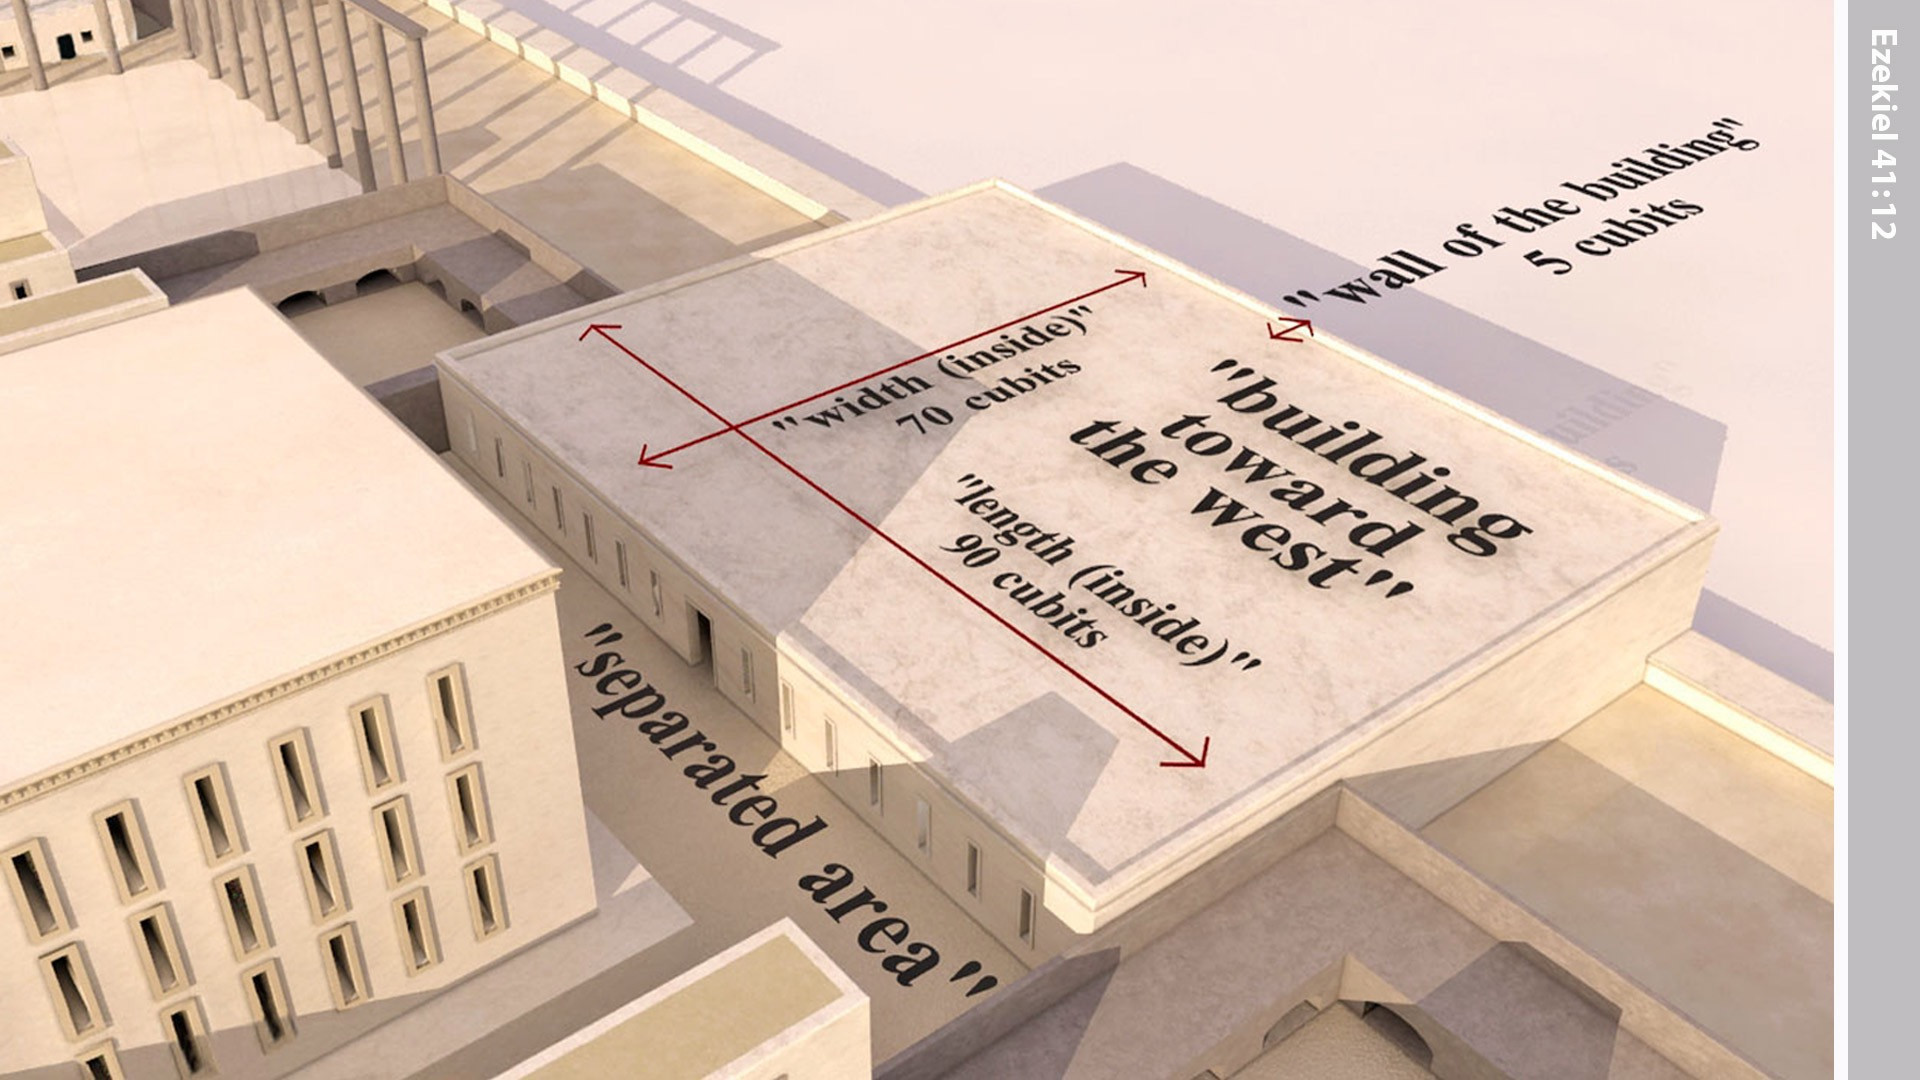 Ezekiel 41:12
"wall of the building"
5 cubits
"width (inside)"
70 cubits
"building
toward
the west"
"length (inside)"
90 cubits
"separated area"